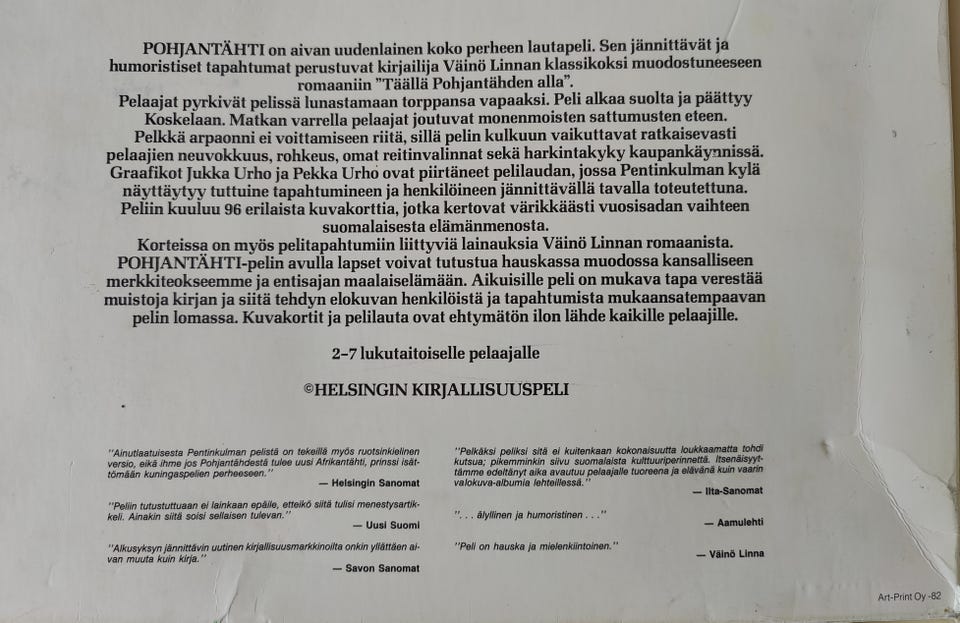 POHJANTÄHTI on aivan uudenlainen koko perheen lautapeli. Sen jännittävät ja
humoristiset tapahtumat perustuvat kirjailija Väinö Linnan klassikoksi muodostuneeseen
romaaniin "Täällä Pohjantähden alla".
Pelaajat pyrkivät pelissä lunastamaan torppansa vapaaksi. Peli alkaa suolta ja päättyy
Koskelaan. Matkan varrella pelaajat joutuvat monenmoisten sattumusten eteen.
Pelkkä arpaonni ei voittamiseen riitä, sillä pelin kulkuun vaikuttavat ratkaisevasti
pelaajien neuvokkuus, rohkeus, omat reitinvalinnat sekä harkintakyky kaupankäynnissä.
Graafikot Jukka Urho ja Pekka Urho ovat piirtäneet pelilaudan, jossa Pentinkulman kylä
näyttäytyy tuttuine tapahtumineen ja henkilöineen jännittävällä tavalla toteutettuna.
Peliin kuuluu 96 erilaista kuvakorttia, jotka kertovat värikkäästi vuosisadan vaihteen
suomalaisesta elämänmenosta.
Korteissa on myös pelitapahtumiin liittyviä lainauksia Väinö Linnan romaanista.
POHJANTÄHTI-pelin avulla lapset voivat tutustua hauskassa muodossa kansalliseen
merkkiteokseemme ja entisajan maalaiselämään. Aikuisille peli on mukava tapa verestää
muistoja kirjan ja siitä tehdyn elokuvan henkilöistä ja tapahtumista mukaansatempaavan
pelin lomassa. Kuvakortit ja pelilauta ovat ehtymätön ilon lähde kaikille pelaajille.
2–7 lukutaitoiselle pelaajalle
©HELSINGIN KIRJALLISUUSPELI
"Ainutlaatuisesta Pentinkulman pelistä on tekeillä myös ruotsinkielinen
versio, eikä ihme jos Pohjantähdestä tulee uusi Afrikantähti, prinssi isät-
tömään kuningaspelien perheeseen."
— Helsingin Sanomat
"Peliin tutustuttuaan ei lainkaan epäile, etteikö siitä tulisi menestysartik-
keli. Ainakin siitä soisi sellaisen tulevan."
— Uusi Suomi
"Alkusyksyn jännittävin uutinen kirjallisuusmarkkinoilta onkin yllättäen ai-
van muuta kuin kirja."
— Savon Sanomat
"Pelkäksi peliksi sitä ei kuitenkaan kokonaisuutta loukkaamatta tohdi
kutsua; pikemminkin siivu suomalaista kulttuuriperinnettä. Itsenäisyyt-
tämme edeltänyt aika avautuu pelaajalle tuoreena ja elävänä kuin vaarin
valokuva-albumia lehteillessä."
— Ilta-Sanomat
". . . älyllinen ja humoristinen . . ."
— Aamulehti
"Peli on hauska ja mielenkiintoinen."
— Väinö Linna
Art-Print Oy -82